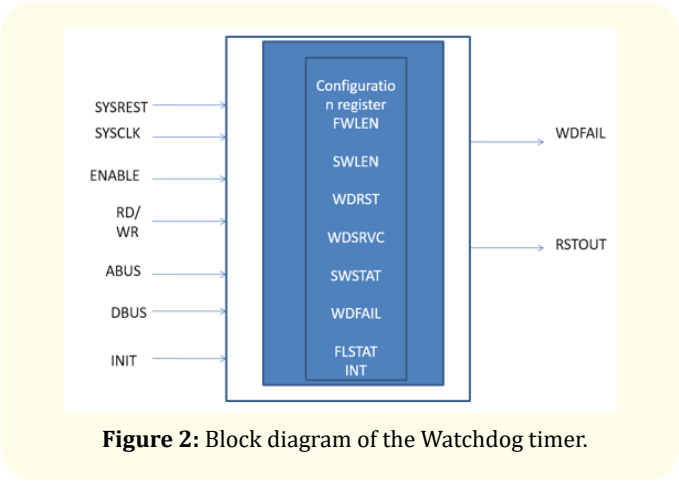 SYSREST
SYSCLK
ENABLE
RD/
WR
ABUS
DBUS
INIT
Configuratio
n register
FWLEN
SWLEN
WDRST
WDSRVC
SWSTAT
WDFAIL
FLSTAT
INT
WDFAIL
RSTOUT
Figure 2: Block diagram of the Watchdog timer.